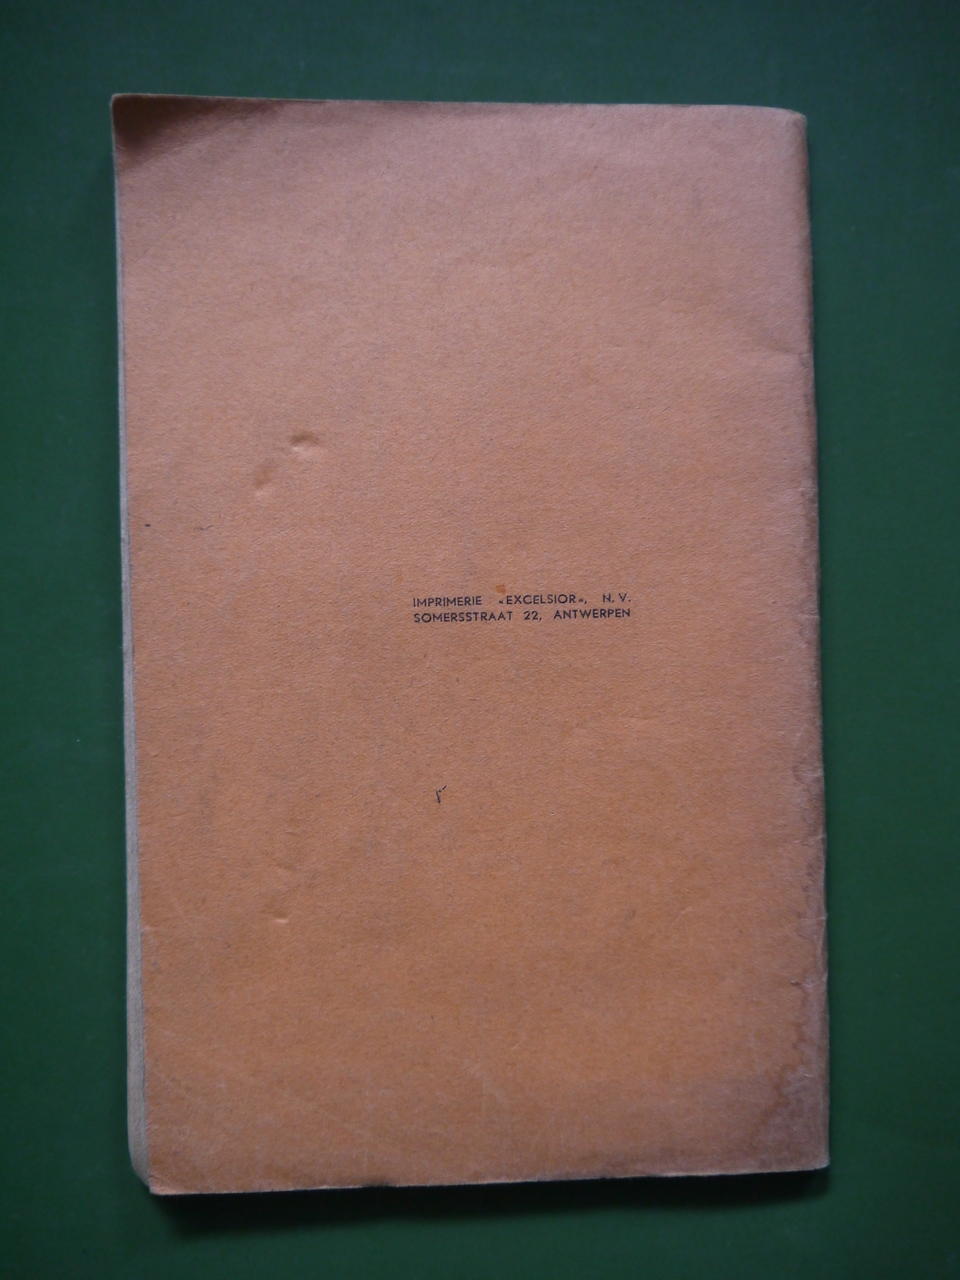 IMPRIMERIE «EXCELSIOR», N.V.
SOMERSSTRAAT 22, ANTWERPEN